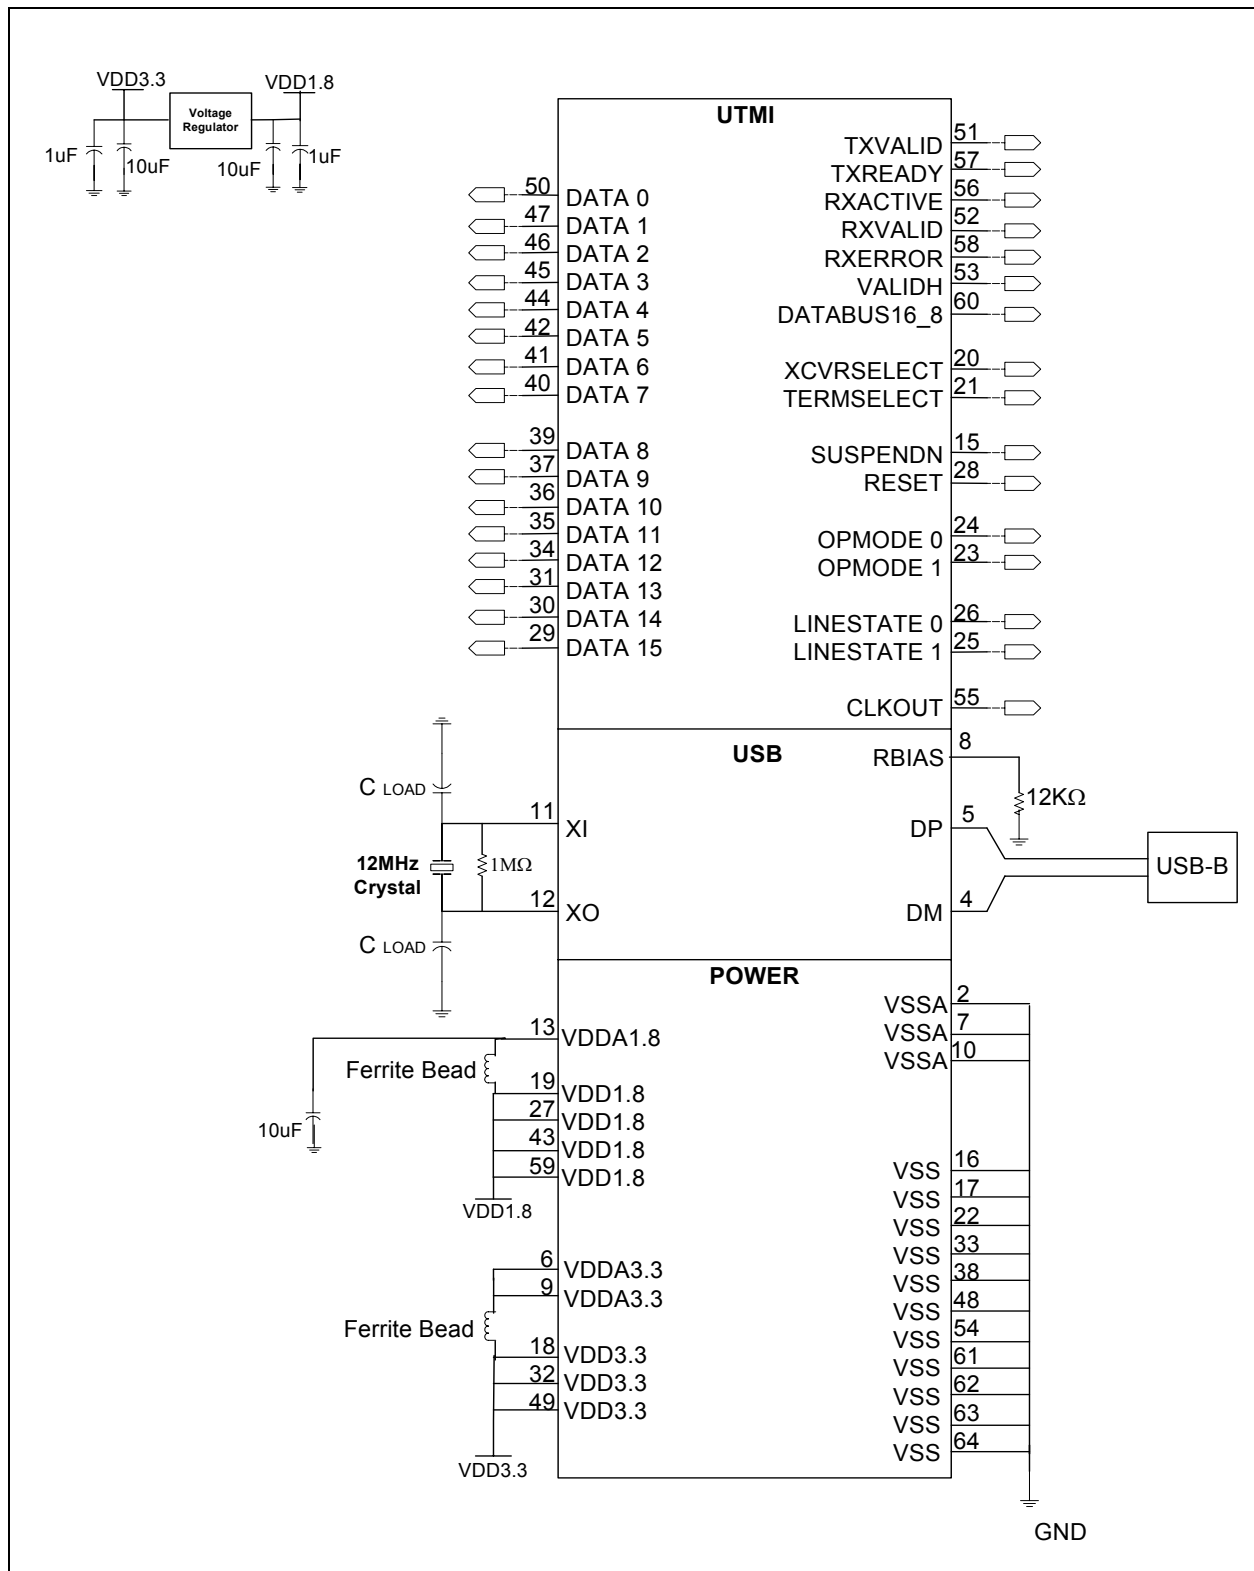 VDD3.3
VDD1.8
Voltage
Regulator
1uF
10uF
10uF
1uF
UTMI
50 DATA 0
47 DATA 1
46 DATA 2
45 DATA 3
44 DATA 4
42 DATA 5
41 DATA 6
40 DATA 7
39 DATA 8
37 DATA 9
36 DATA 10
35 DATA 11
34 DATA 12
31 DATA 13
30 DATA 14
29 DATA 15
TXVALID 51
TXREADY 57
RXACTIVE 56
RXVALID 52
RXERROR 58
VALIDH 53
DATABUS16_8 60
XCVRSELECT 20
TERMSELECT 21
SUSPENDN 15
RESET 28
OPMODE 0 24
OPMODE 1 23
LINESTATE 0 26
LINESTATE 1 25
CLKOUT 55
USB
C LOAD
11 XI
12MHz
Crystal
1MΩ
12 XO
C LOAD
RBIAS 8
12KΩ
DP 5
USB-B
DM 4
POWER
13 VDDA1.8
Ferrite Bead
10uF
19 VDD1.8
27 VDD1.8
43 VDD1.8
59 VDD1.8
VDD1.8
6 VDDA3.3
9 VDDA3.3
Ferrite Bead
18 VDD3.3
32 VDD3.3
49 VDD3.3
VDD3.3
VSSA 2
VSSA 7
VSSA 10
VSS 16
VSS 17
VSS 22
VSS 33
VSS 38
VSS 48
VSS 54
VSS 61
VSS 62
VSS 63
VSS 64
GND